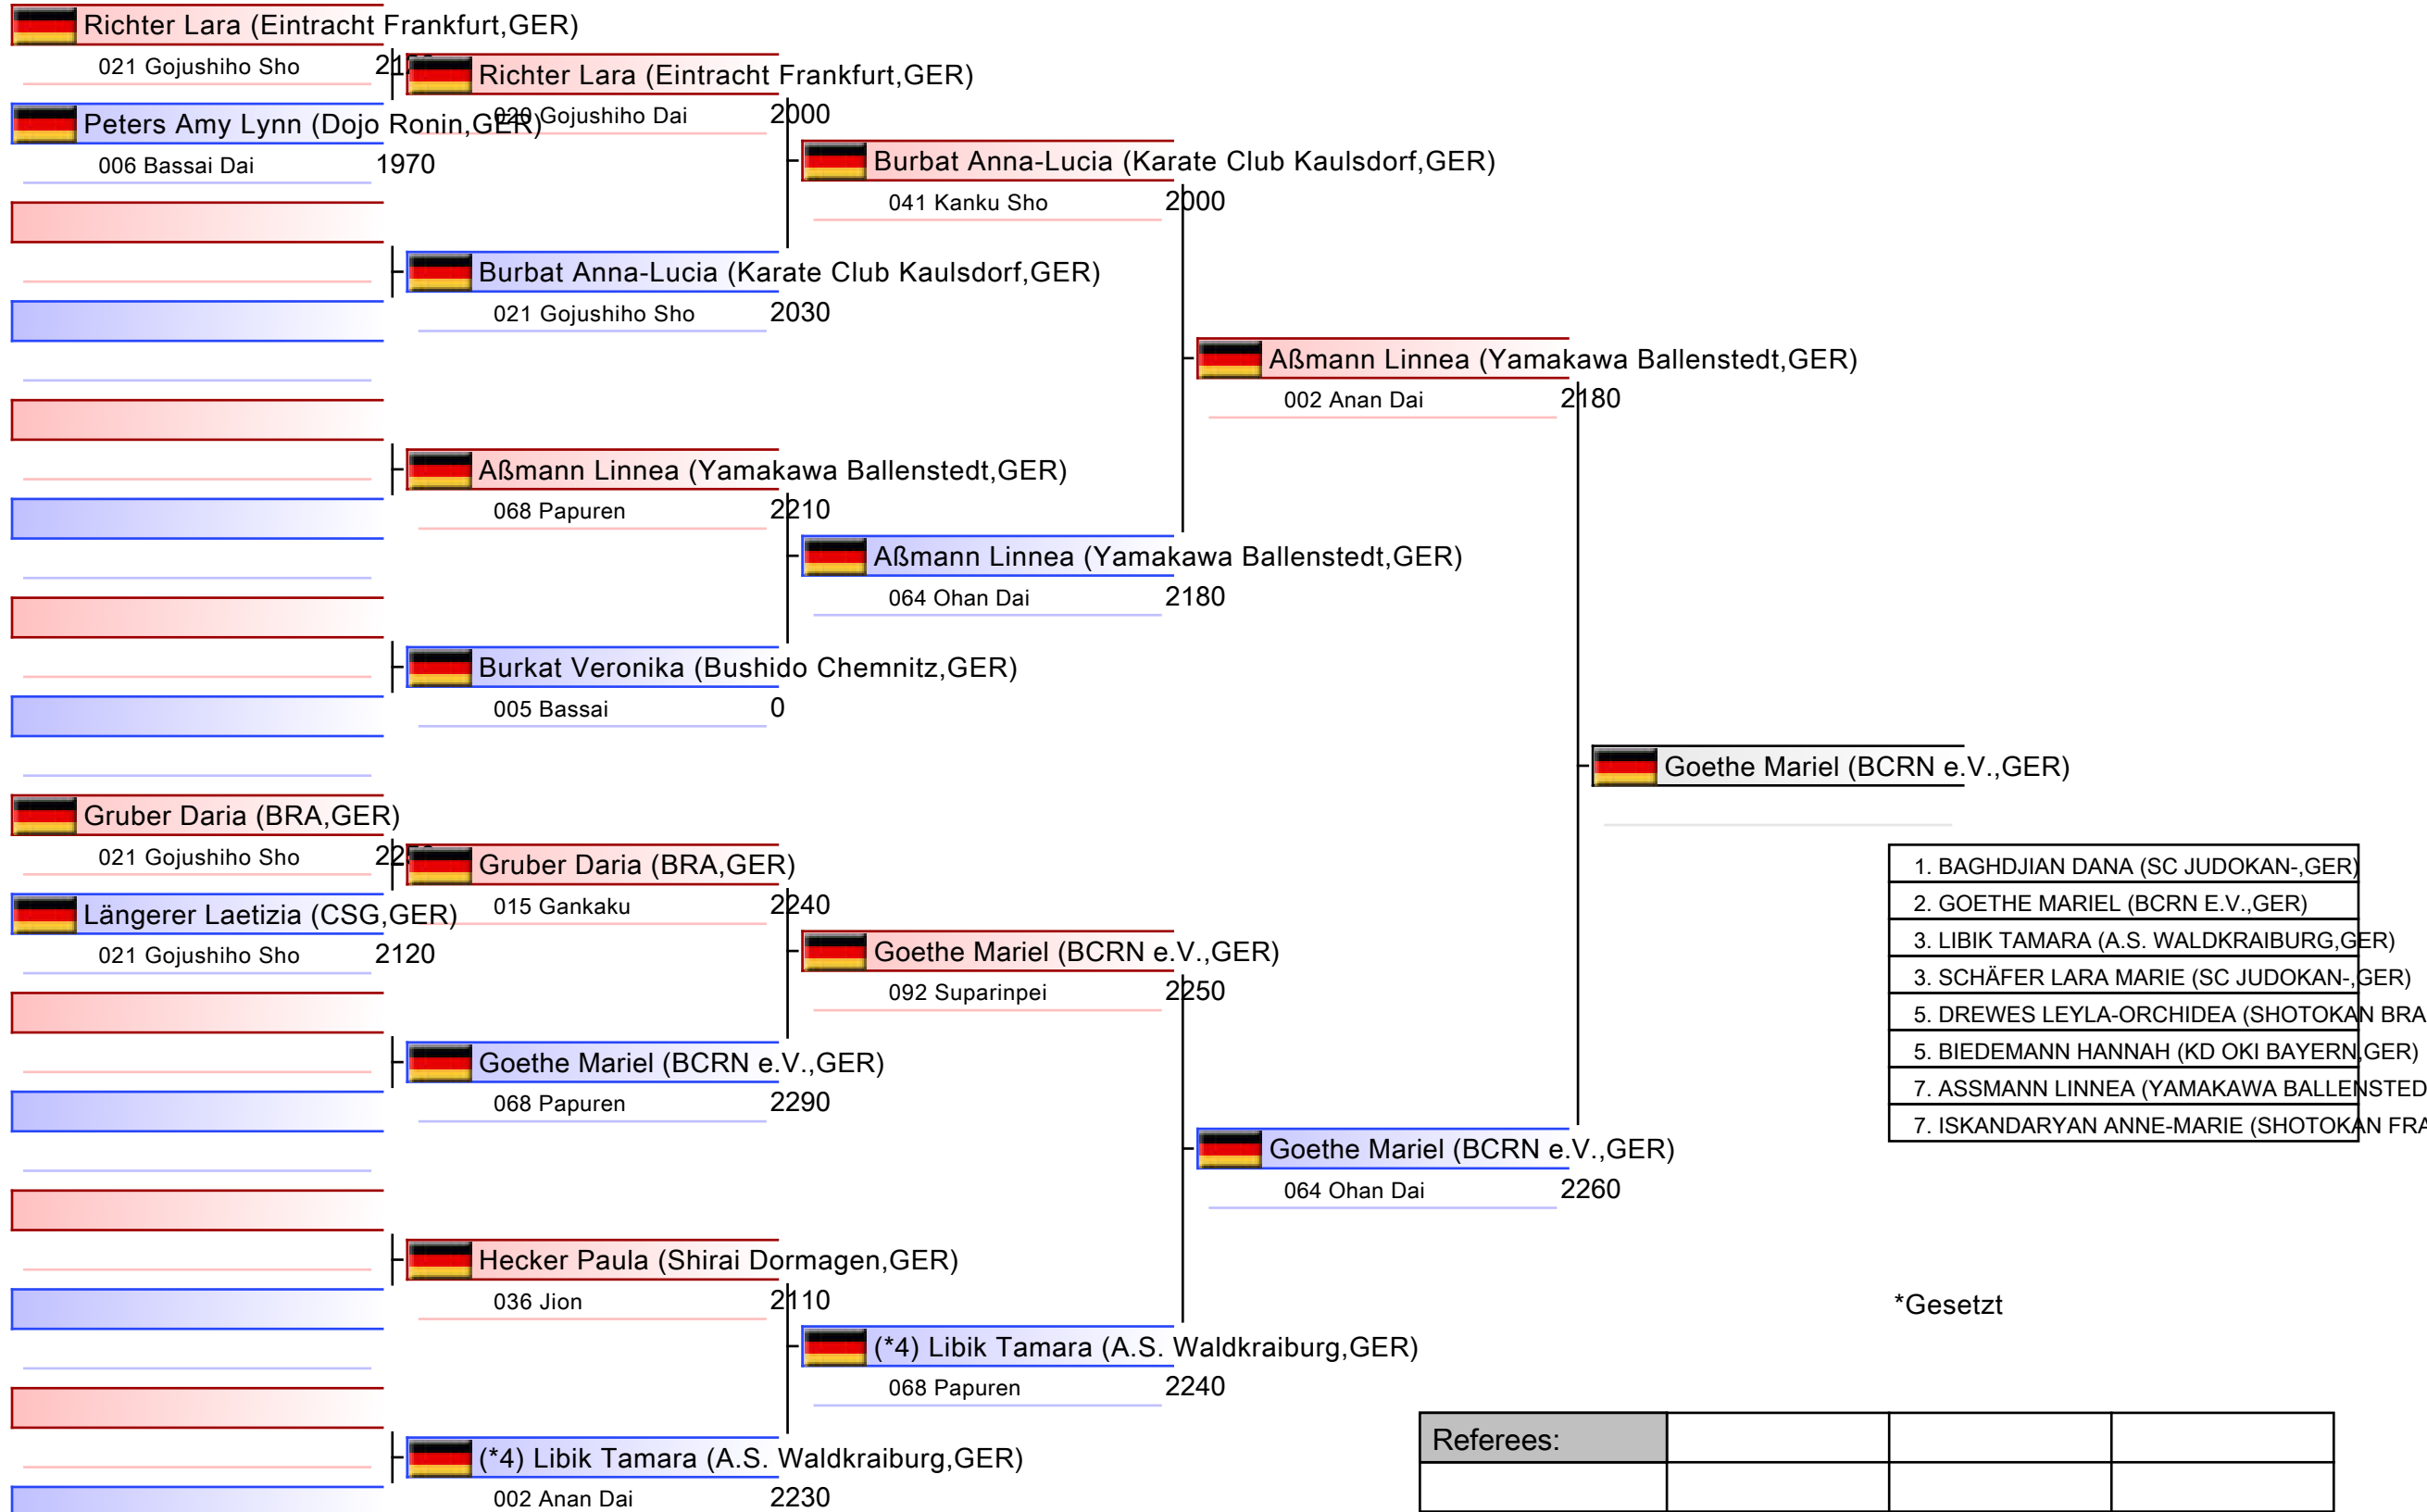 Richter Lara (Eintracht Frankfurt,GER)
021 Gojushiho Sho
Peters Amy Lynn (Dojo Ronin,GER)
006 Bassai Dai 1970
Gruber Daria (BRA,GER)
021 Gojushiho Sho
Längerer Laetizia (CSG,GER)
021 Gojushiho Sho 2120
Richter Lara (Eintracht Frankfurt,GER)
020 Gojushiho Dai 2000
Burbat Anna-Lucia (Karate Club Kaulsdorf,GER)
021 Gojushiho Sho 2030
Aßmann Linnea (Yamakawa Ballenstedt,GER)
068 Papuren 2210
Burkat Veronika (Bushido Chemnitz,GER)
005 Bassai 0
Gruber Daria (BRA,GER)
015 Gankaku 2240
Goethe Mariel (BCRN e.V.,GER)
068 Papuren 2290
Hecker Paula (Shirai Dormagen,GER)
036 Jion 2110
(*4) Libik Tamara (A.S. Waldkraiburg,GER)
002 Anan Dai 2230
Burbat Anna-Lucia (Karate Club Kaulsdorf,GER)
041 Kanku Sho 2000
Aßmann Linnea (Yamakawa Ballenstedt,GER)
064 Ohan Dai 2180
Goethe Mariel (BCRN e.V.,GER)
092 Suparinpei 2250
(*4) Libik Tamara (A.S. Waldkraiburg,GER)
068 Papuren 2240
Aßmann Linnea (Yamakawa Ballenstedt,GER)
002 Anan Dai 2180
Goethe Mariel (BCRN e.V.,GER)
064 Ohan Dai 2260
Goethe Mariel (BCRN e.V.,GER)
1. BAGHDJIAN DANA (SC JUDOKAN-,GER)
2. GOETHE MARIEL (BCRN E.V.,GER)
3. LIBIK TAMARA (A.S. WALDKRAIBURG,GER)
3. SCHÄFER LARA MARIE (SC JUDOKAN-,GER)
5. DREWES LEYLA-ORCHIDEA (SHOTOKAN BRA
5. BIEDEMANN HANNAH (KD OKI BAYERN,GER)
7. ASSMANN LINNEA (YAMAKAWA BALLENSTED
7. ISKANDARYAN ANNE-MARIE (SHOTOKAN FRA
*Gesetzt
Referees: